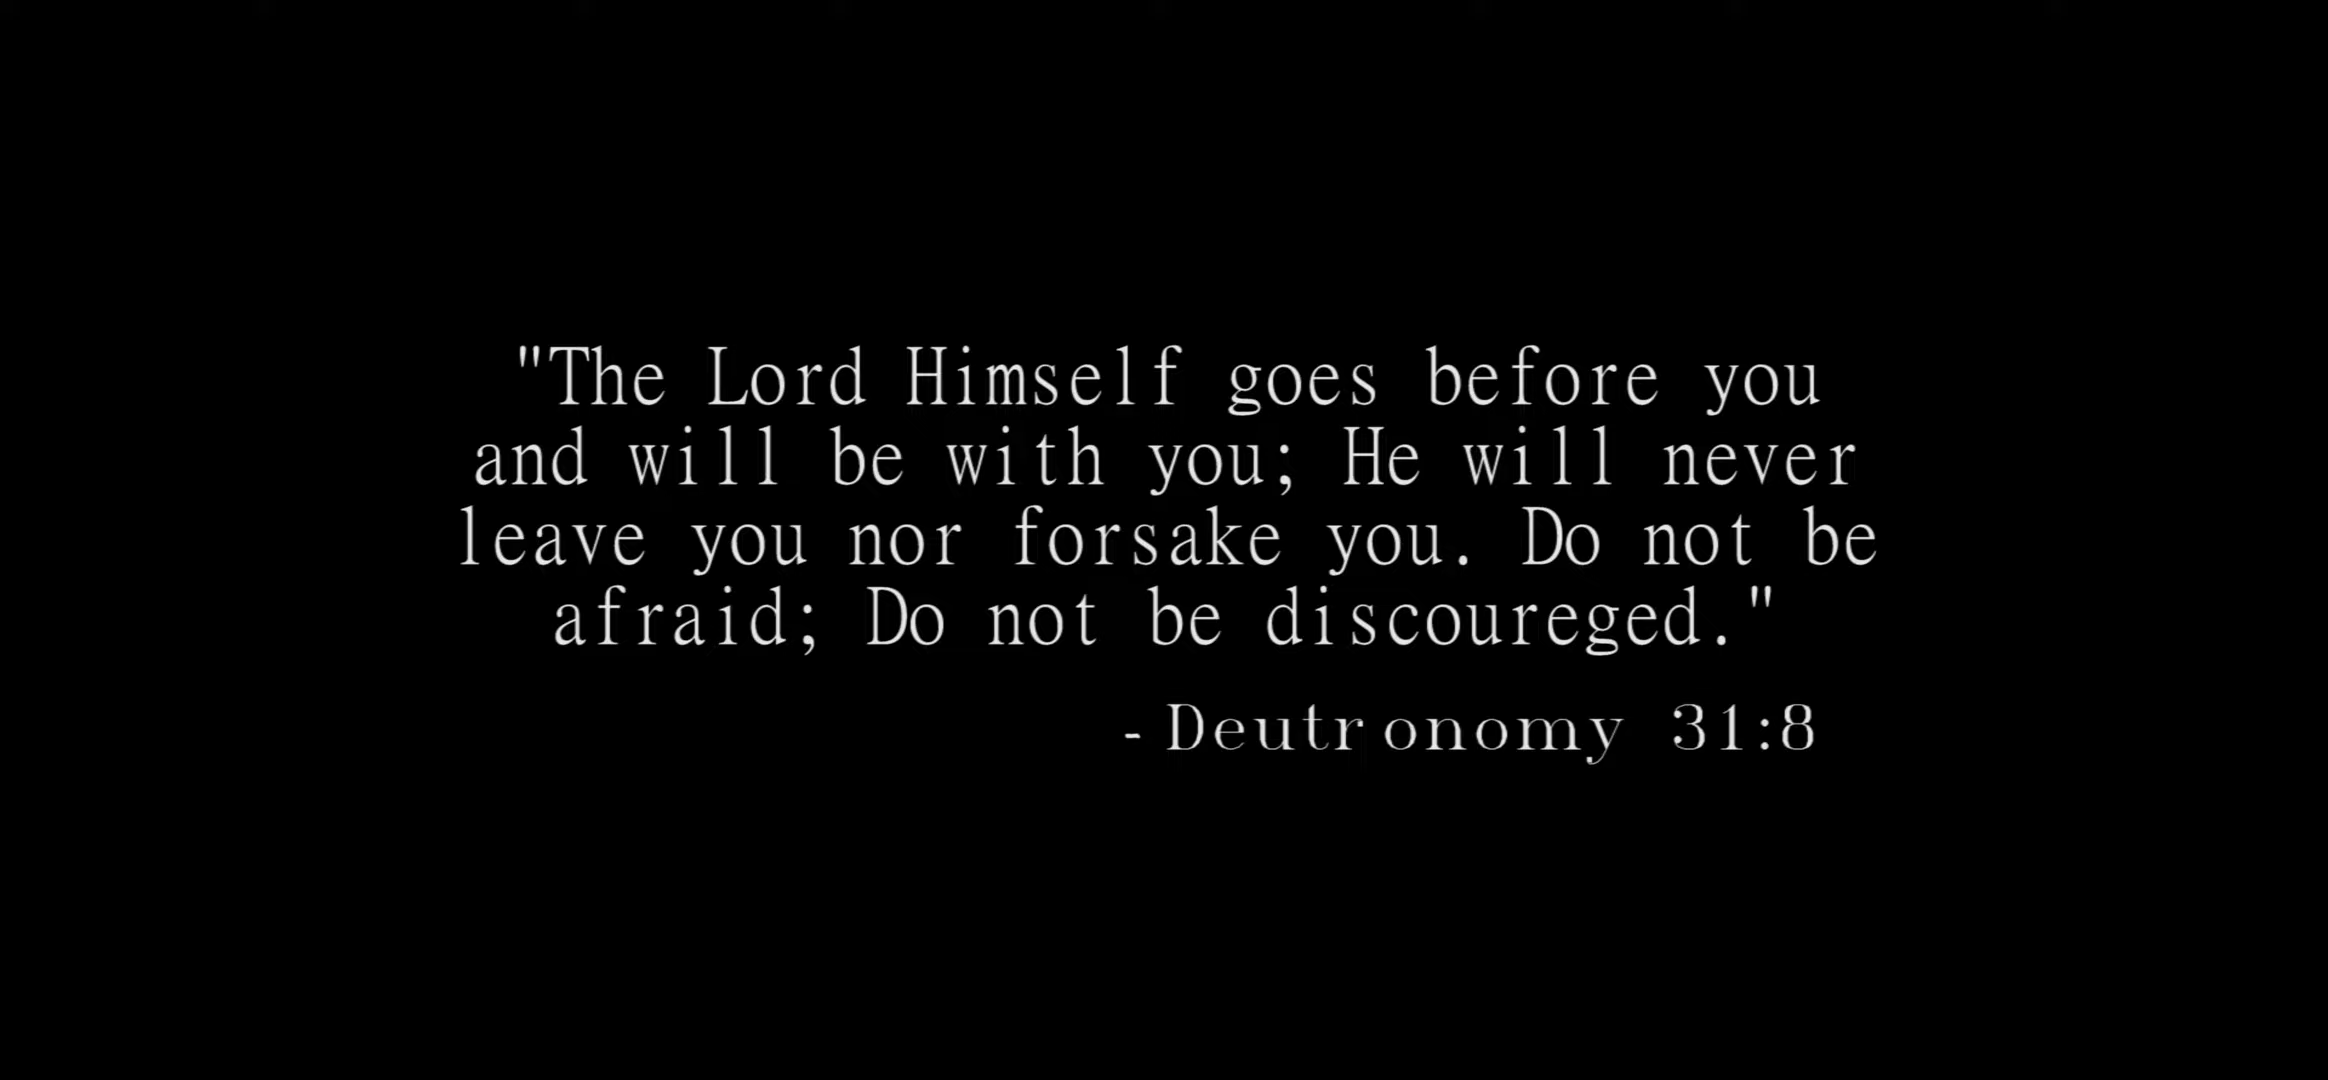 "The Lord Himself goes before you
and will be with you; He will never
leave you nor forsake you. Do not be
afraid; Do not be discoureged."
- Deutronomy 31:8